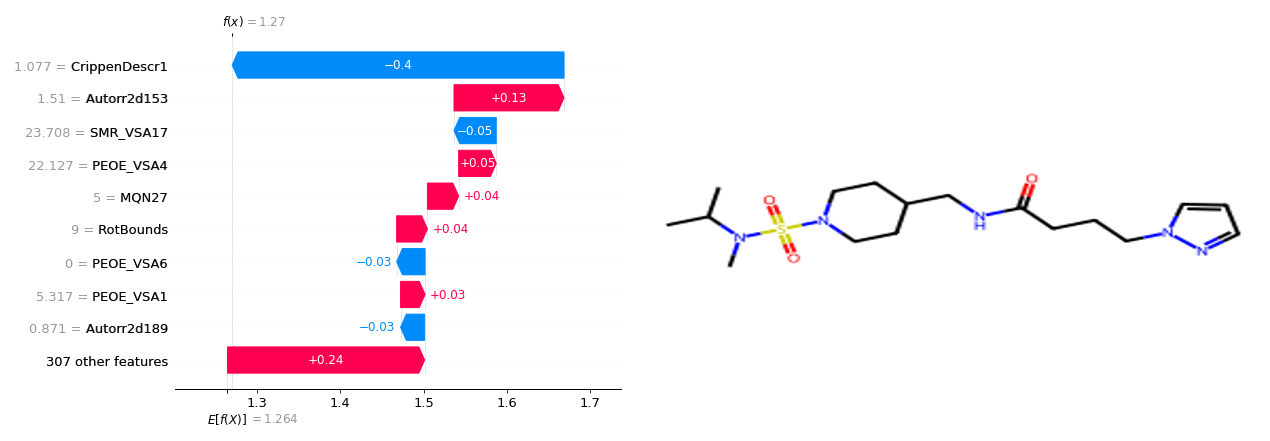 f(x) = 1.27
1.077 = CrippenDescr1
−0.4
1.51 = Autorr2d153
+0.13
23.708 = SMR_VSA17
−0.05
22.127 = PEOE_VSA4
+0.05
5 = MQN27
+0.04
9 = RotBounds
+0.04
0 = PEOE_VSA6
−0.03
5.317 = PEOE_VSA1
+0.03
0.871 = Autorr2d189
−0.03
307 other features
+0.24
1.3 1.4 1.5 1.6 1.7
E[f(X)] = 1.264
O
O
N
S
N
O
N
H
N
N